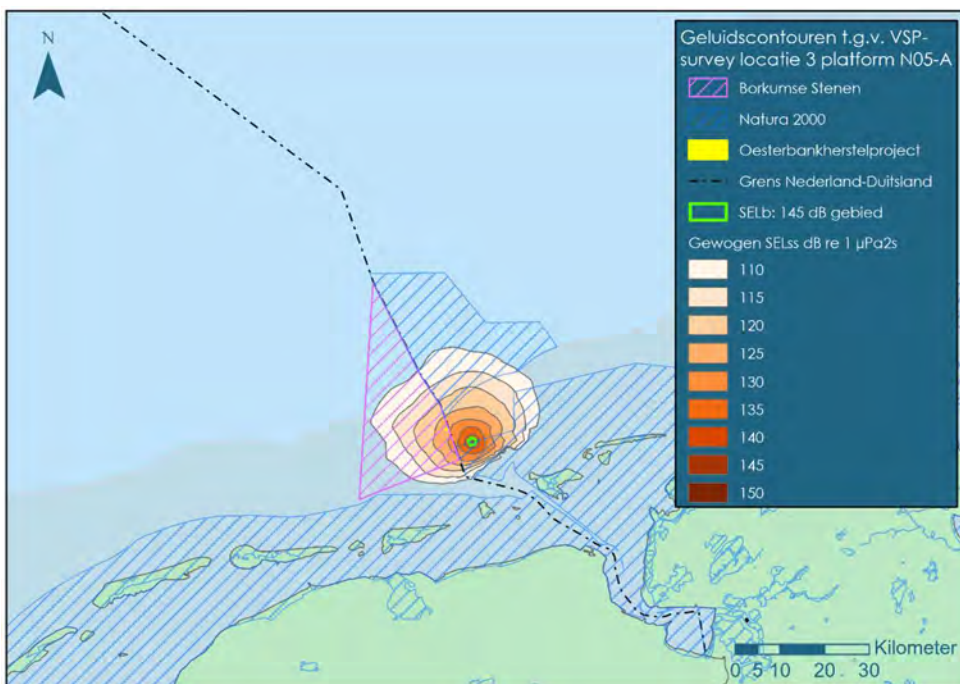 N
Geluidscontouren t.g.v. VSP-
survey locatie 3 platform N05-A
Borkumse Stenen
Natura 2000
Oesterbankherstelproject
Grens Nederland-Duitsland
SELb: 145 dB gebied
Gewogen SELss dB re 1 µPa2s
110
115
120
125
130
135
140
145
150
Kilometer
0 5 10 20 30